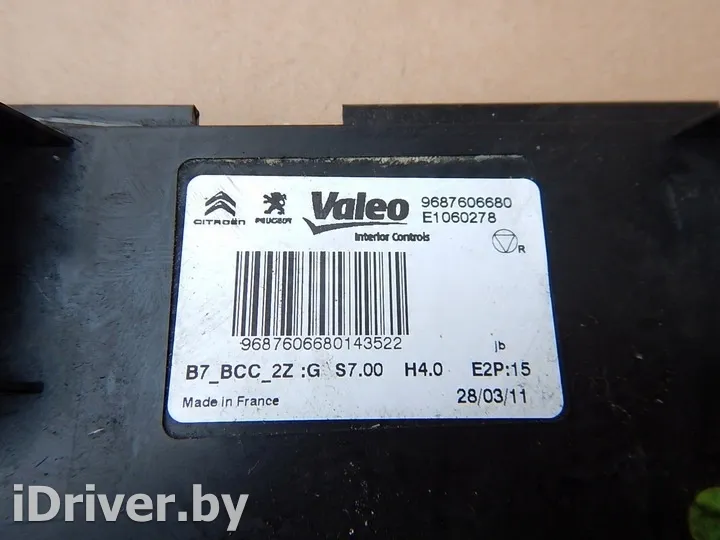 CITROËN PEUGEOT Valeo 9687606680
E1060278
Interior Controls
R
9687606680143522
jb
B7_BCC_2Z :G S7.00 H4.0 E2P:15
Made in France 28/03/11
iDriver.by